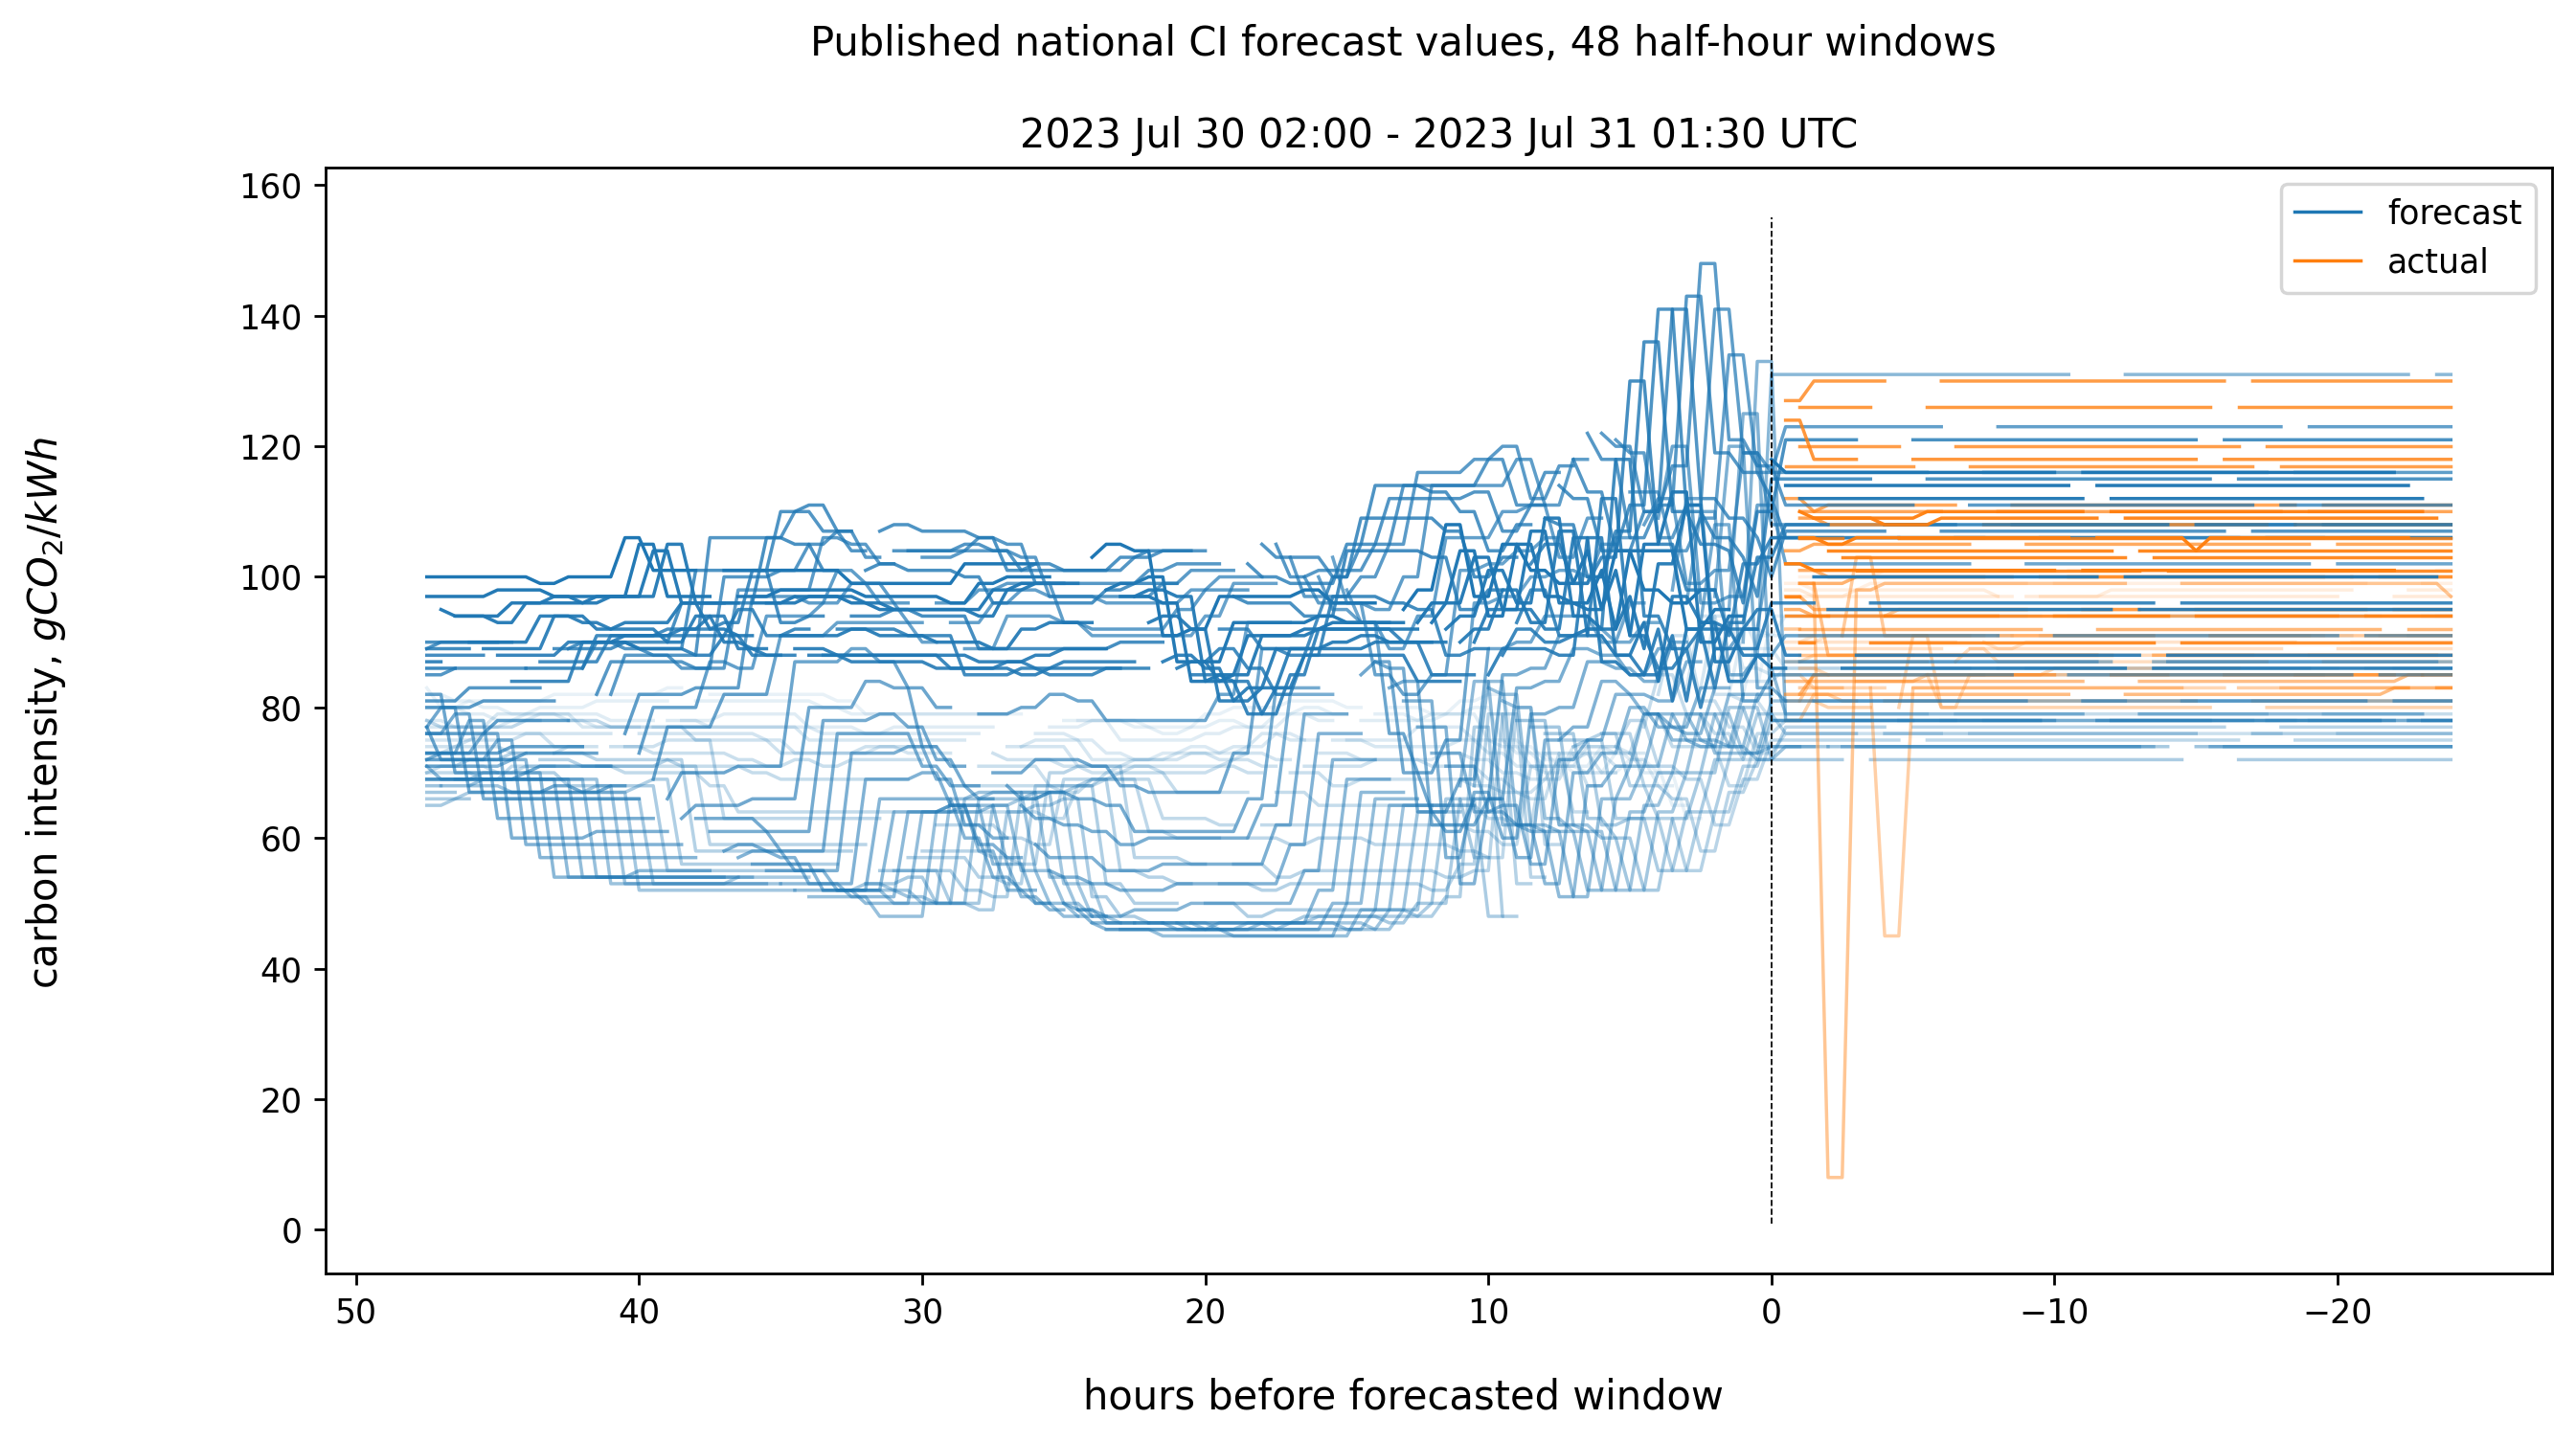 Published national CI forecast values, 48 half-hour windows
2023 Jul 30 02:00 - 2023 Jul 31 01:30 UTC
forecast
actual
carbon intensity, gCO₂/kWh
160
140
120
100
80
60
40
20
0
50 40 30 20 10 0 −10 −20
hours before forecasted window